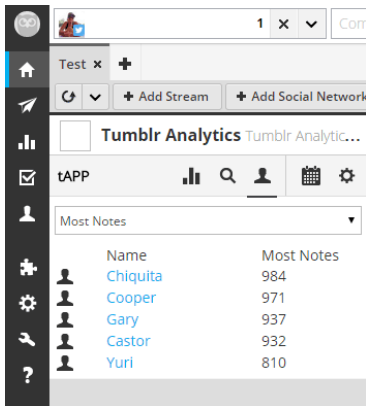 1 × Com
Test × +
+ Add Stream + Add Social Network
Tumblr Analytics Tumblr Analytic...
tAPP
Most Notes
Name Most Notes
Chiquita 984
Cooper 971
Gary 937
Castor 932
Yuri 810
?